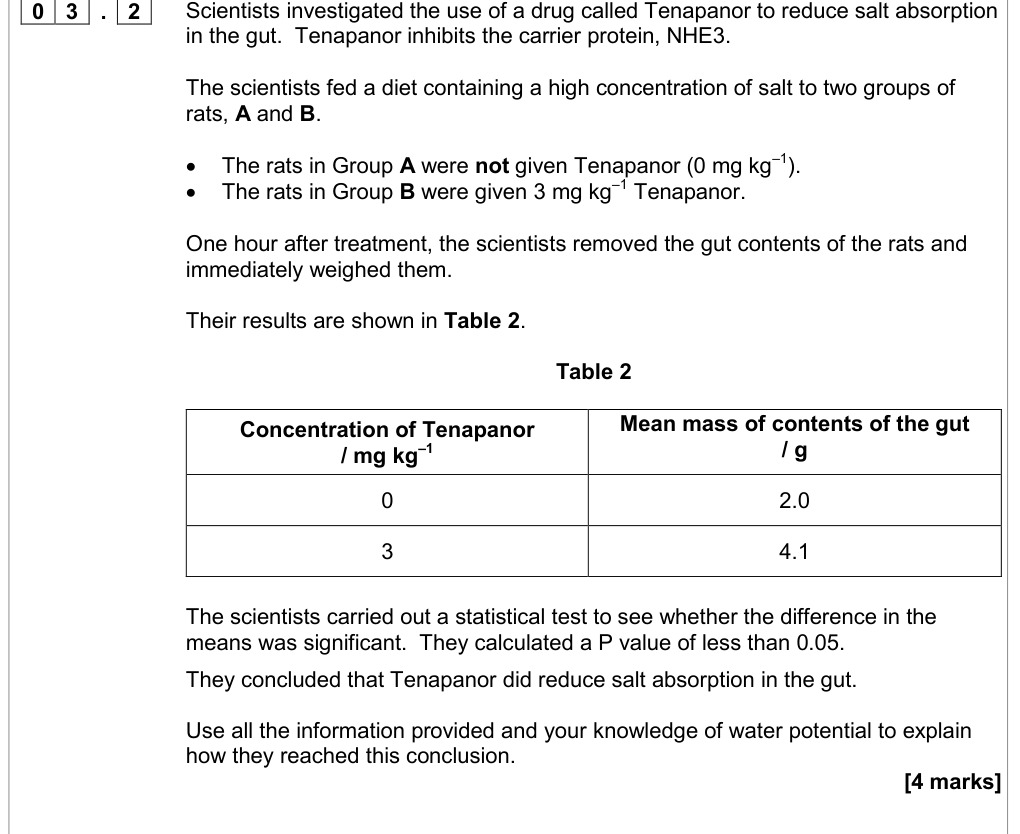 0 3 . 2 Scientists investigated the use of a drug called Tenapanor to reduce salt absorption
in the gut. Tenapanor inhibits the carrier protein, NHE3.
The scientists fed a diet containing a high concentration of salt to two groups of
rats, A and B.
• The rats in Group A were not given Tenapanor (0 mg kg⁻¹).
• The rats in Group B were given 3 mg kg⁻¹ Tenapanor.
One hour after treatment, the scientists removed the gut contents of the rats and
immediately weighed them.
Their results are shown in Table 2.
Table 2
Concentration of Tenapanor
/ mg kg⁻¹
Mean mass of contents of the gut
/ g
0 2.0
3 4.1
The scientists carried out a statistical test to see whether the difference in the
means was significant. They calculated a P value of less than 0.05.
They concluded that Tenapanor did reduce salt absorption in the gut.
Use all the information provided and your knowledge of water potential to explain
how they reached this conclusion.
[4 marks]